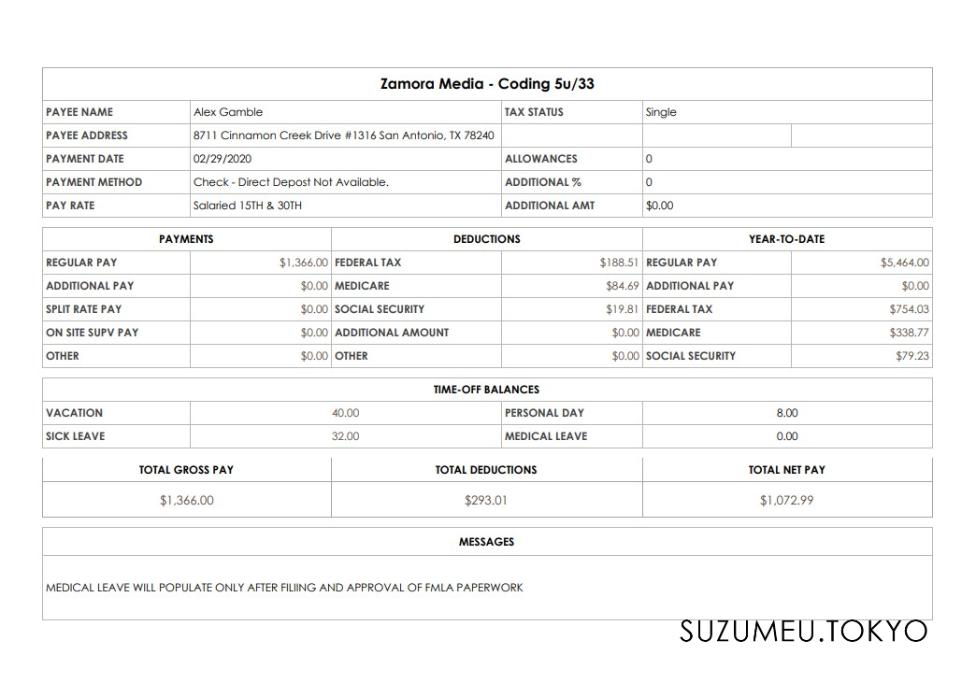 Zamora Media - Coding 5u/33
PAYEE NAME Alex Gamble TAX STATUS Single
PAYEE ADDRESS 8711 Cinnamon Creek Drive #1316 San Antonio, TX 78240
PAYMENT DATE 02/29/2020 ALLOWANCES 0
PAYMENT METHOD Check - Direct Depost Not Available. ADDITIONAL % 0
PAY RATE Salaried 15TH & 30TH ADDITIONAL AMT $0.00
PAYMENTS DEDUCTIONS YEAR-TO-DATE
REGULAR PAY $1,366.00 FEDERAL TAX $188.51 REGULAR PAY $5,464.00
ADDITIONAL PAY $0.00 MEDICARE $84.69 ADDITIONAL PAY $0.00
SPLIT RATE PAY $0.00 SOCIAL SECURITY $19.81 FEDERAL TAX $754.03
ON SITE SUPV PAY $0.00 ADDITIONAL AMOUNT $0.00 MEDICARE $338.77
OTHER $0.00 OTHER $0.00 SOCIAL SECURITY $79.23
TIME-OFF BALANCES
VACATION 40.00 PERSONAL DAY 8.00
SICK LEAVE 32.00 MEDICAL LEAVE 0.00
TOTAL GROSS PAY TOTAL DEDUCTIONS TOTAL NET PAY
$1,366.00 $293.01 $1,072.99
MESSAGES
MEDICAL LEAVE WILL POPULATE ONLY AFTER FILIING AND APPROVAL OF FMLA PAPERWORK
SUZUMEU.TOKYO